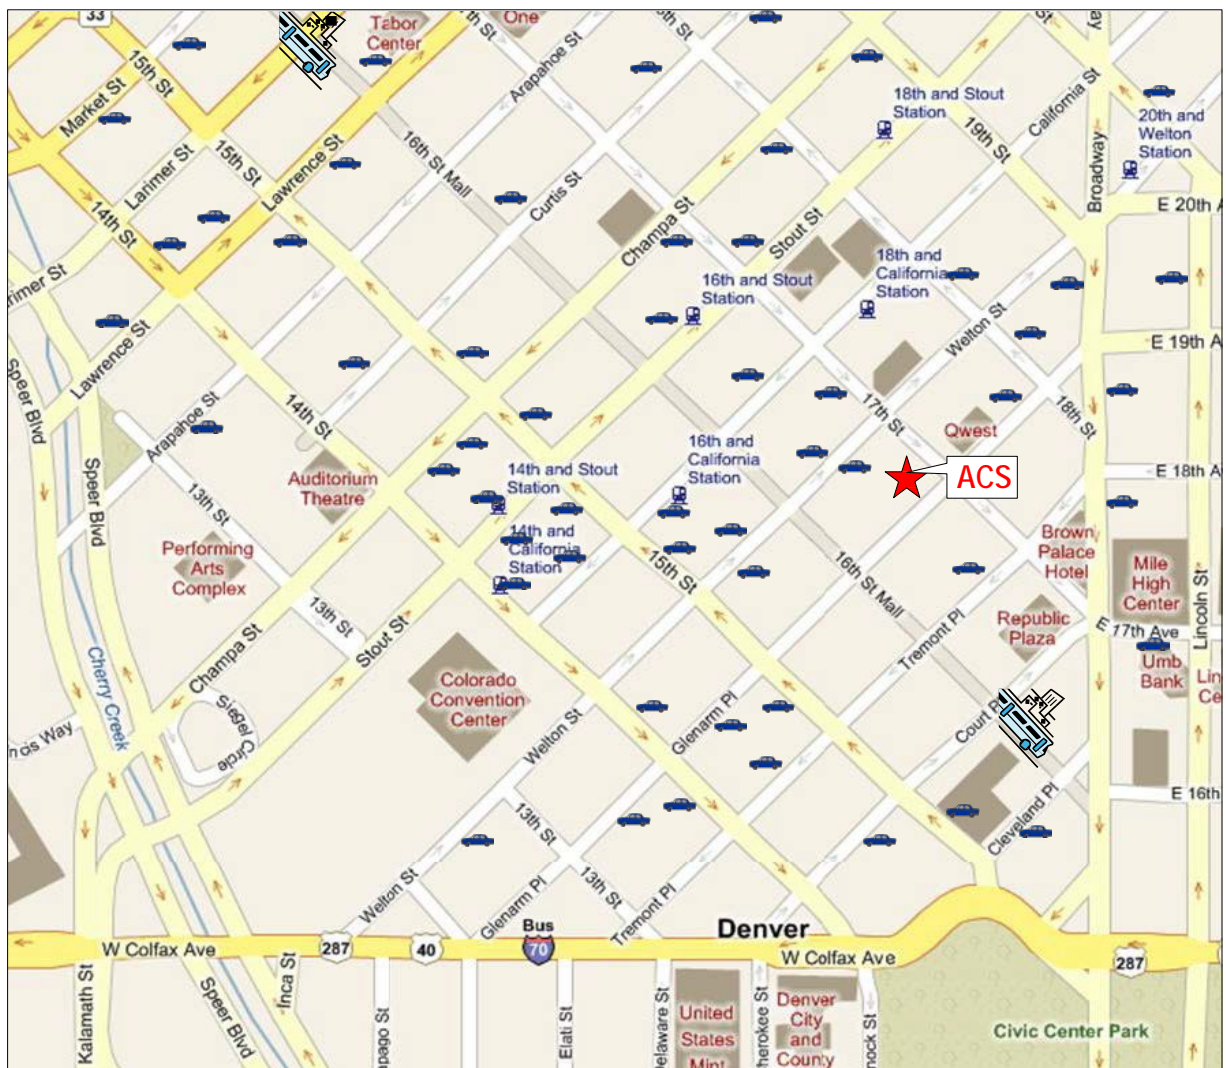 33
Tabor
Center
One
15th St
Market St
Arapahoe St
California St
18th and Stout
Station
20th and
Welton
Station
19th St
Broadway
Larimer St
15th St
Lawrence St
16th St Mall
Curtis St
Champa St
Stout St
E 20th A
14th St
18th and
California
Station
16th and Stout
Station
Welton St
E 19th A
Lawrence St
Speer Blvd
Arapahoe St
14th St
17th St
18th St
Qwest
ACS
E 18th A
16th and
California
Station
14th and Stout
Station
Auditorium
Theatre
Speer Blvd
13th St
14th and
California
Station
Performing
Arts
Complex
15th St
16th St Mall
Brown
Palace
Hotel
Mile
High
Center
Lincoln St
13th St
Stout St
Champa St
Tremont Pl
Republic
Plaza
E 17th Ave
Umb
Bank
Cherry Creek
Siegel Circle
Colorado
Convention
Center
Glenarm Pl
Welton St
Court P
Cleveland Pl
E 16th
13th St
13th St
Welton St
Glenarm Pl
Tremont Pl
Denver
Bus
70
W Colfax Ave
287
40
W Colfax Ave
287
Kalamath St
Inca St
Speer Blvd
Elati St
United
States
Mint
Denver
City
and
County
Civic Center Park